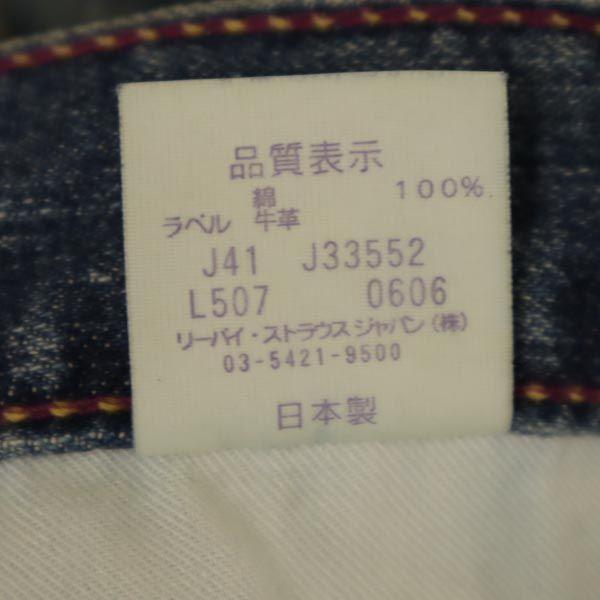 品質表示
綿 100%
ラベル 牛革
J41 J33552
L507 0606
リーバイ・ストラウス ジャパン(株)
03-5421-9500
日本製